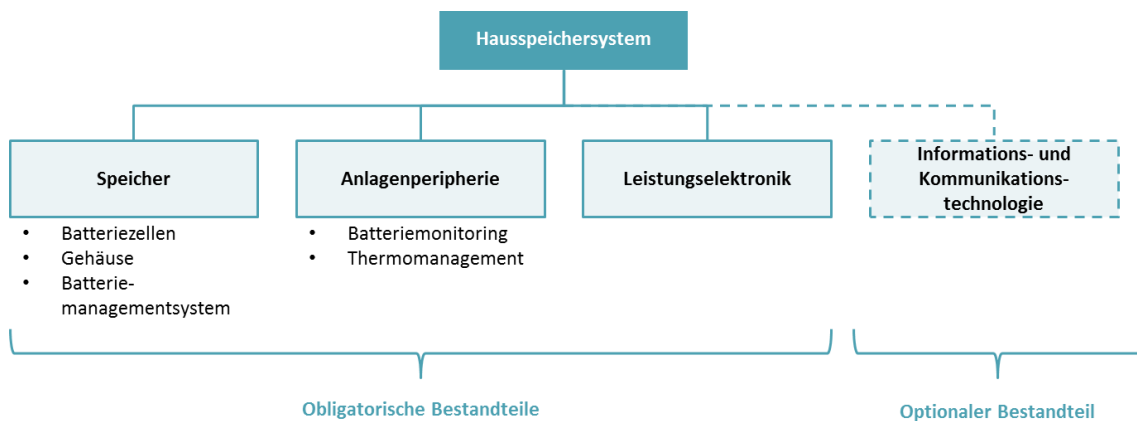 Hausspeichersystem
Speicher
• Batteriezellen
• Gehäuse
• Batterie-
managementsystem
Anlagenperipherie
• Batteriemonitoring
• Thermomanagement
Leistungselektronik
Informations- und
Kommunikations-
technologie
Obligatorische Bestandteile
Optionaler Bestandteil